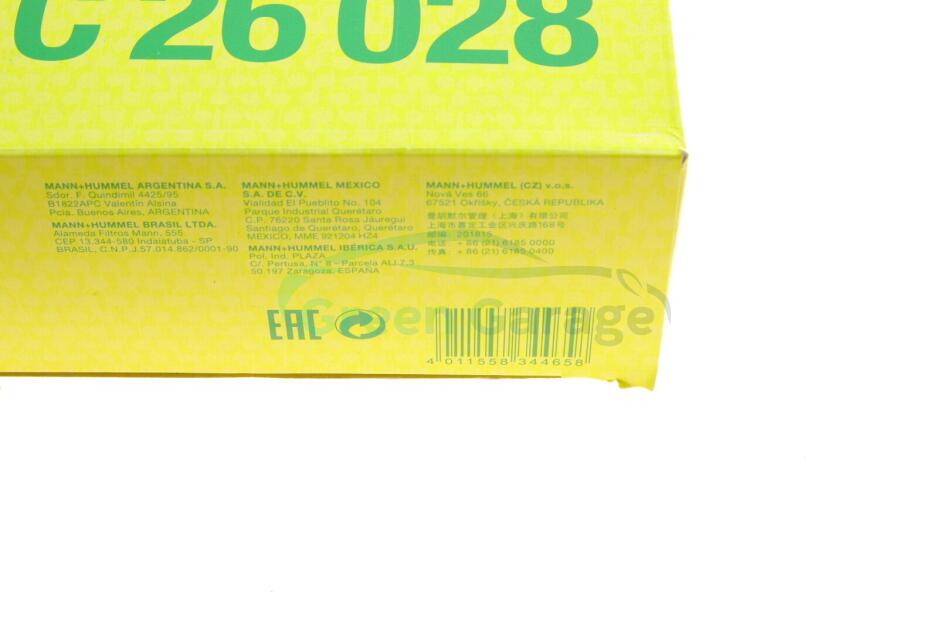 C 26 028
MANN+HUMMEL ARGENTINA S.A.
Sdor. F. Quindimil 4425/95
B1822APC Valentín Alsina
Pcia. Buenos Aires, ARGENTINA
MANN+HUMMEL BRASIL LTDA.
Alameda Filtros Mann, 555
CEP 13.344-580 Indaiatuba - SP
BRASIL, C.N.P.J.57.014.862/0001-90
MANN+HUMMEL MEXICO
S.A. DE C.V.
Vialidad El Pueblito No. 104
Parque Industrial Querétaro
C.P. 76220 Santa Rosa Jáuregui
Santiago de Querétaro, Querétaro
MEXICO, MME 921204 HZ4
MANN+HUMMEL IBÉRICA S.A.U.
Pol. Ind. PLAZA
C/. Pertusa, N° 8 - Parcela ALI 7,3
50.197 Zaragoza, ESPAÑA
MANN+HUMMEL (CZ) v.o.s.
Nová Ves 66
67521 Okříšky, ČESKÁ REPUBLIKA
曼胡默尔管理（上海）有限公司
上海市嘉定工业区兴庆路168号
邮编： 201815
电话： + 86 (21) 6185 0000
传真： + 86 (21) 6185 0400
EAC
Green Garage
4 011558 344658